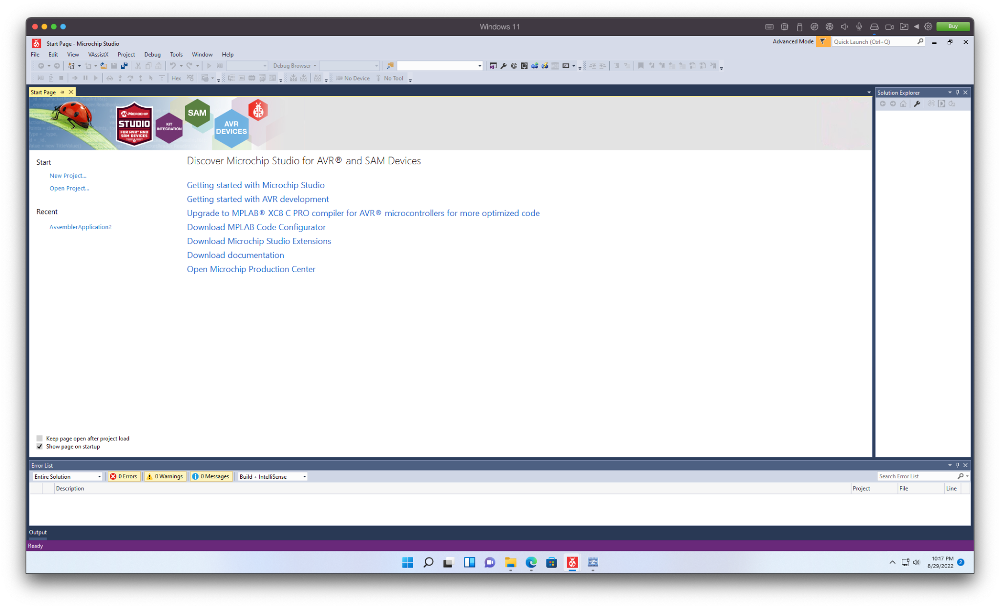 Windows 11
Buy
Start Page - Microchip Studio
Advanced Mode
Quick Launch (Ctrl+Q)
File Edit View VAssistX Project Debug Tools Window Help
Debug Browser
Hex
No Device
No Tool
Start Page
Solution Explorer
MICROCHIP
STUDIO
FOR AVR® AND
SAM DEVICES
KIT
INTEGRATION
SAM
AVR
DEVICES
Start
New Project...
Open Project...
Recent
AssemblerApplication2
Discover Microchip Studio for AVR® and SAM Devices
Getting started with Microchip Studio
Getting started with AVR development
Upgrade to MPLAB® XC8 C PRO compiler for AVR® microcontrollers for more optimized code
Download MPLAB Code Configurator
Download Microchip Studio Extensions
Download documentation
Open Microchip Production Center
Keep page open after project load
Show page on startup
Error List
Entire Solution
0 Errors
0 Warnings
0 Messages
Build + IntelliSense
Search Error List
Description Project File Line
Output
Ready
10:17 PM
8/29/2022
2